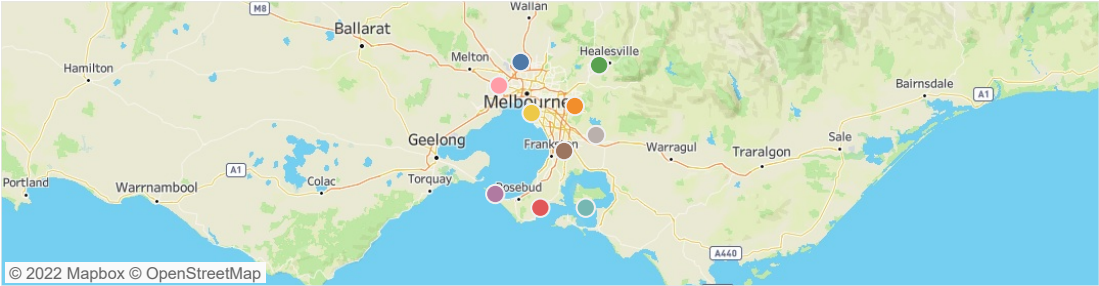 M8
Wallan
Ballarat
Healesville
Melton
Hamilton
Bairnsdale
A1
Melbourne
Sale
Geelong
Frankston
Warragul
Traralgon
A1
Portland
Warrnambool
Colac
Torquay
Rosebud
A440
© 2022 Mapbox © OpenStreetMap